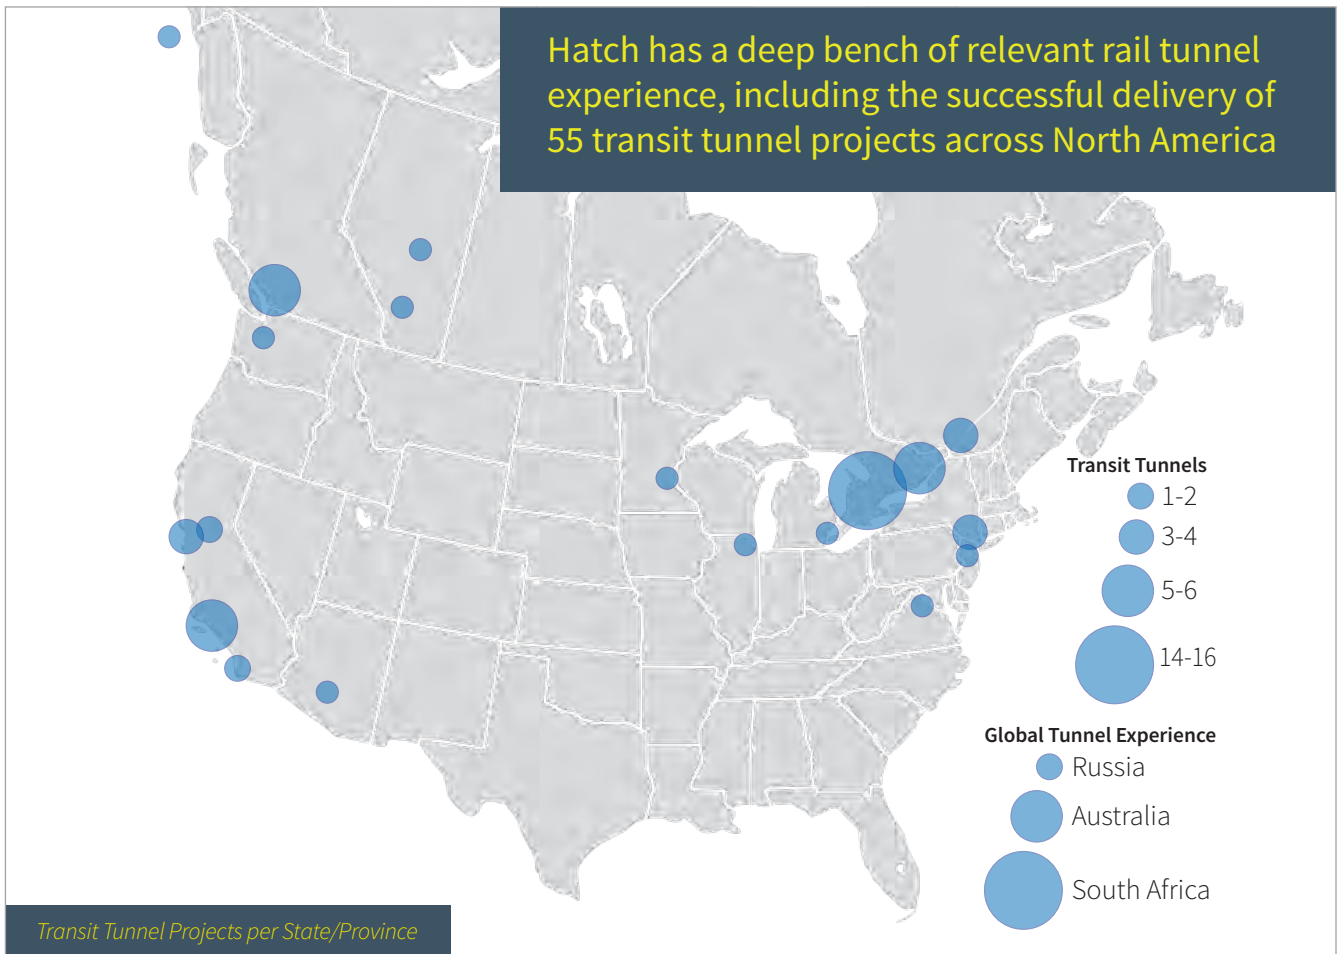 Hatch has a deep bench of relevant rail tunnel
experience, including the successful delivery of
55 transit tunnel projects across North America
Transit Tunnels
1-2
3-4
5-6
14-16
Global Tunnel Experience
Russia
Australia
South Africa
Transit Tunnel Projects per State/Province